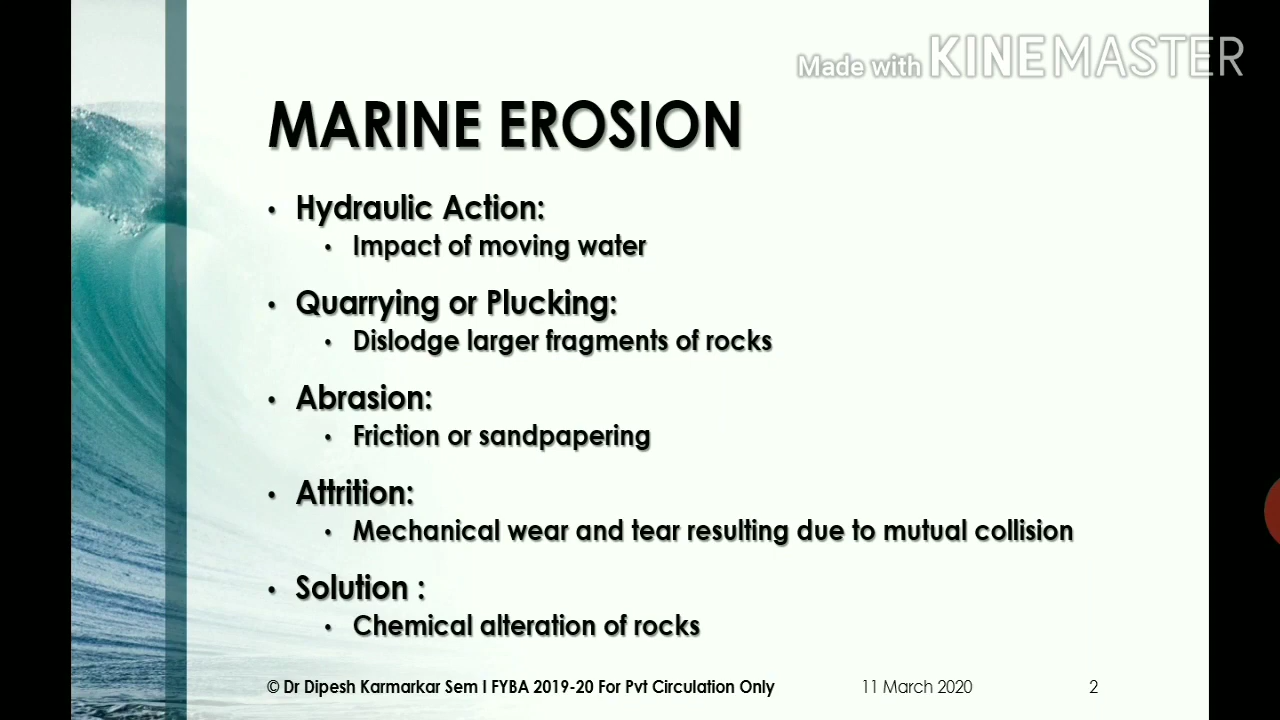 Made with KINEMASTER
MARINE EROSION
• Hydraulic Action:
• Impact of moving water
• Quarrying or Plucking:
• Dislodge larger fragments of rocks
• Abrasion:
• Friction or sandpapering
• Attrition:
• Mechanical wear and tear resulting due to mutual collision
• Solution :
• Chemical alteration of rocks
© Dr Dipesh Karmarkar Sem I FYBA 2019-20 For Pvt Circulation Only 11 March 2020 2